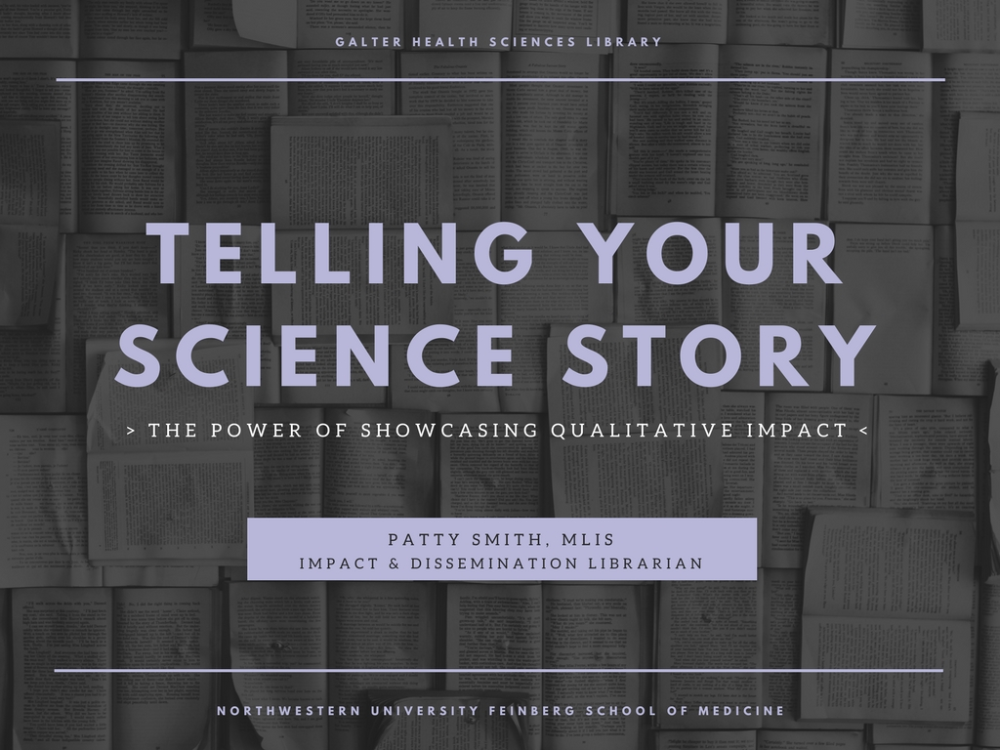 GALTER HEALTH SCIENCES LIBRARY
TELLING YOUR
SCIENCE STORY
> THE POWER OF SHOWCASING QUALITATIVE IMPACT <
PATTY SMITH, MLIS
IMPACT & DISSEMINATION LIBRARIAN
NORTHWESTERN UNIVERSITY FEINBERG SCHOOL OF MEDICINE